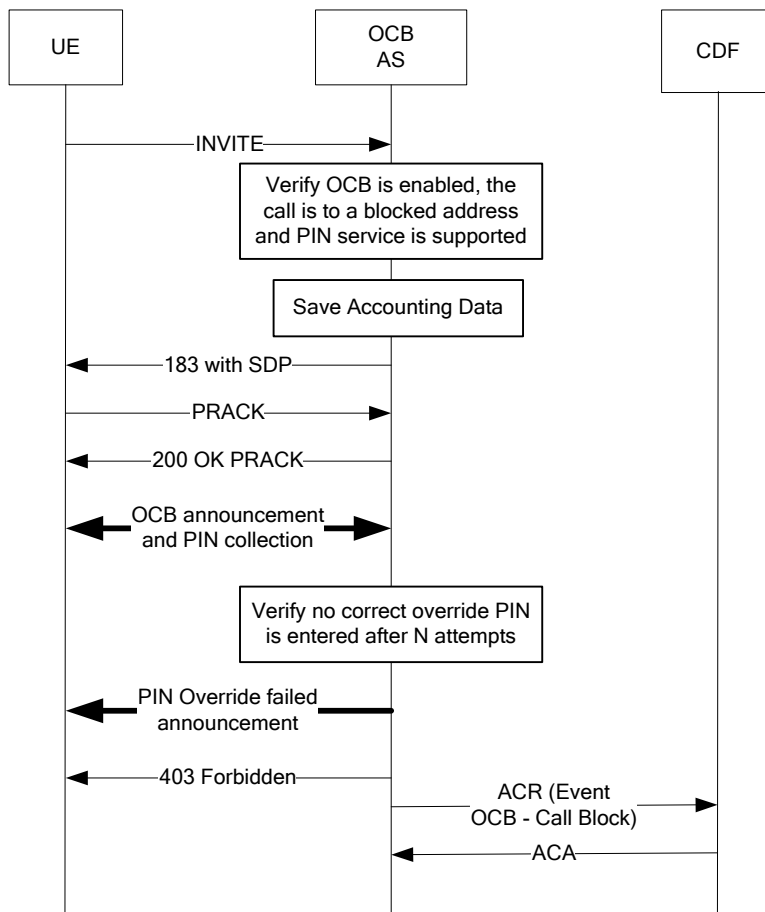 UE
OCB
AS
CDF
INVITE
Verify OCB is enabled, the
call is to a blocked address
and PIN service is supported
Save Accounting Data
183 with SDP
PRACK
200 OK PRACK
OCB announcement
and PIN collection
Verify no correct override PIN
is entered after N attempts
PIN Override failed
announcement
403 Forbidden
ACR (Event
OCB - Call Block)
ACA